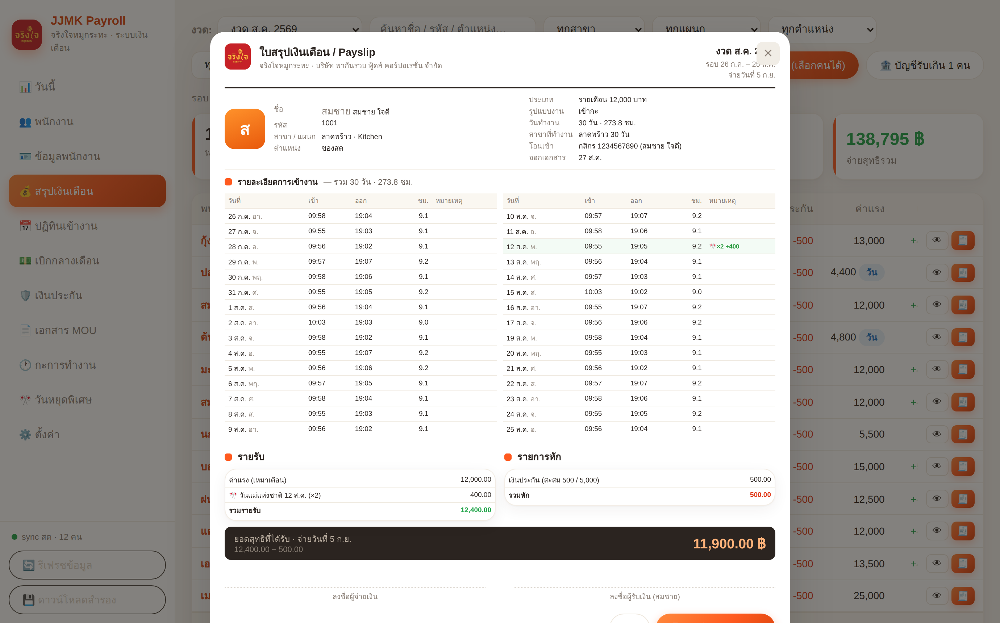 จริงใจ
JJMK Payroll
จริงใจหมูกระทะ · ระบบเงิน
เดือน
📊 วันนี้
👥 พนักงาน
🪪 ข้อมูลพนักงาน
💰 สรุปเงินเดือน
📅 ปฏิทินเข้างาน
💵 เบิกกลางเดือน
🛡️ เงินประกัน
📄 เอกสาร MOU
🕐 กะการทำงาน
🎌 วันหยุดพิเศษ
⚙️ ตั้งค่า
sync สด · 12 คน
🔄 รีเฟรชข้อมูล
💾 ดาวน์โหลดสำรอง
งวด: งวด ส.ค. 2569 ค้นหาชื่อ / รหัส / ตำแหน่ง... ทุกสาขา ทุกแผนก ทุกตำแหน่ง
(เลือกคนได้) 🏦 บัญชีรับเกิน 1 คน
รอบ
138,795 ฿
จ่ายสุทธิรวม
ค่าแรง
-500 13,000
-500 4,400 วัน
-500 12,000
-500 4,800 วัน
-500 12,000
-500 12,000
-500 5,500
-500 15,000
-500 12,500
-500 12,000
-500 13,500
-500 25,000
จริงใจ
ใบสรุปเงินเดือน / Payslip
จริงใจหมูกระทะ · บริษัท พากันรวย ฟู้ดส์ คอร์ปอเรชั่น จำกัด
งวด ส.ค.
✕
รอบ 26 ก.ค. – 25 ส.ค.
จ่ายวันที่ 5 ก.ย.
ส
ชื่อ สมชาย สมชาย ใจดี
รหัส 1001
สาขา / แผนก ลาดพร้าว · Kitchen
ตำแหน่ง ของสด
ประเภท รายเดือน 12,000 บาท
รูปแบบงาน เข้ากะ
วันทำงาน 30 วัน · 273.8 ชม.
สาขาที่ทำงาน ลาดพร้าว 30 วัน
โอนเข้า กสิกร 1234567890 (สมชาย ใจดี)
ออกเอกสาร 27 ส.ค.
รายละเอียดการเข้างาน — รวม 30 วัน · 273.8 ชม.
วันที่ เข้า ออก ชม. หมายเหตุ
26 ก.ค. อา. 09:58 19:04 9.1
27 ก.ค. จ. 09:55 19:03 9.1
28 ก.ค. อ. 09:56 19:02 9.1
29 ก.ค. พ. 09:57 19:07 9.2
30 ก.ค. พฤ. 09:58 19:06 9.1
31 ก.ค. ศ. 09:55 19:05 9.2
1 ส.ค. ส. 09:56 19:04 9.1
2 ส.ค. อา. 10:03 19:03 9.0
3 ส.ค. จ. 09:58 19:02 9.1
4 ส.ค. อ. 09:55 19:07 9.2
5 ส.ค. พ. 09:56 19:06 9.2
6 ส.ค. พฤ. 09:57 19:05 9.1
7 ส.ค. ศ. 09:58 19:04 9.1
8 ส.ค. ส. 09:55 19:03 9.1
9 ส.ค. อา. 09:56 19:02 9.1
วันที่ เข้า ออก ชม. หมายเหตุ
10 ส.ค. จ. 09:57 19:07 9.2
11 ส.ค. อ. 09:58 19:06 9.1
12 ส.ค. พ. 09:55 19:05 9.2 🎌×2 +400
13 ส.ค. พฤ. 09:56 19:04 9.1
14 ส.ค. ศ. 09:57 19:03 9.1
15 ส.ค. ส. 10:03 19:02 9.0
16 ส.ค. อา. 09:55 19:07 9.2
17 ส.ค. จ. 09:56 19:06 9.2
19 ส.ค. พ. 09:58 19:04 9.1
20 ส.ค. พฤ. 09:55 19:03 9.1
21 ส.ค. ศ. 09:56 19:02 9.1
22 ส.ค. ส. 09:57 19:07 9.2
23 ส.ค. อา. 09:58 19:06 9.1
24 ส.ค. จ. 09:55 19:05 9.2
25 ส.ค. อ. 09:56 19:04 9.1
รายรับ
ค่าแรง (เหมาเดือน) 12,000.00
🎌 วันแม่แห่งชาติ 12 ส.ค. (×2) 400.00
รวมรายรับ 12,400.00
รายการหัก
เงินประกัน (สะสม 500 / 5,000) 500.00
รวมหัก 500.00
ยอดสุทธิที่ได้รับ · จ่ายวันที่ 5 ก.ย.
12,400.00 − 500.00
11,900.00 ฿
ลงชื่อผู้จ่ายเงิน
ลงชื่อผู้รับเงิน (สมชาย)